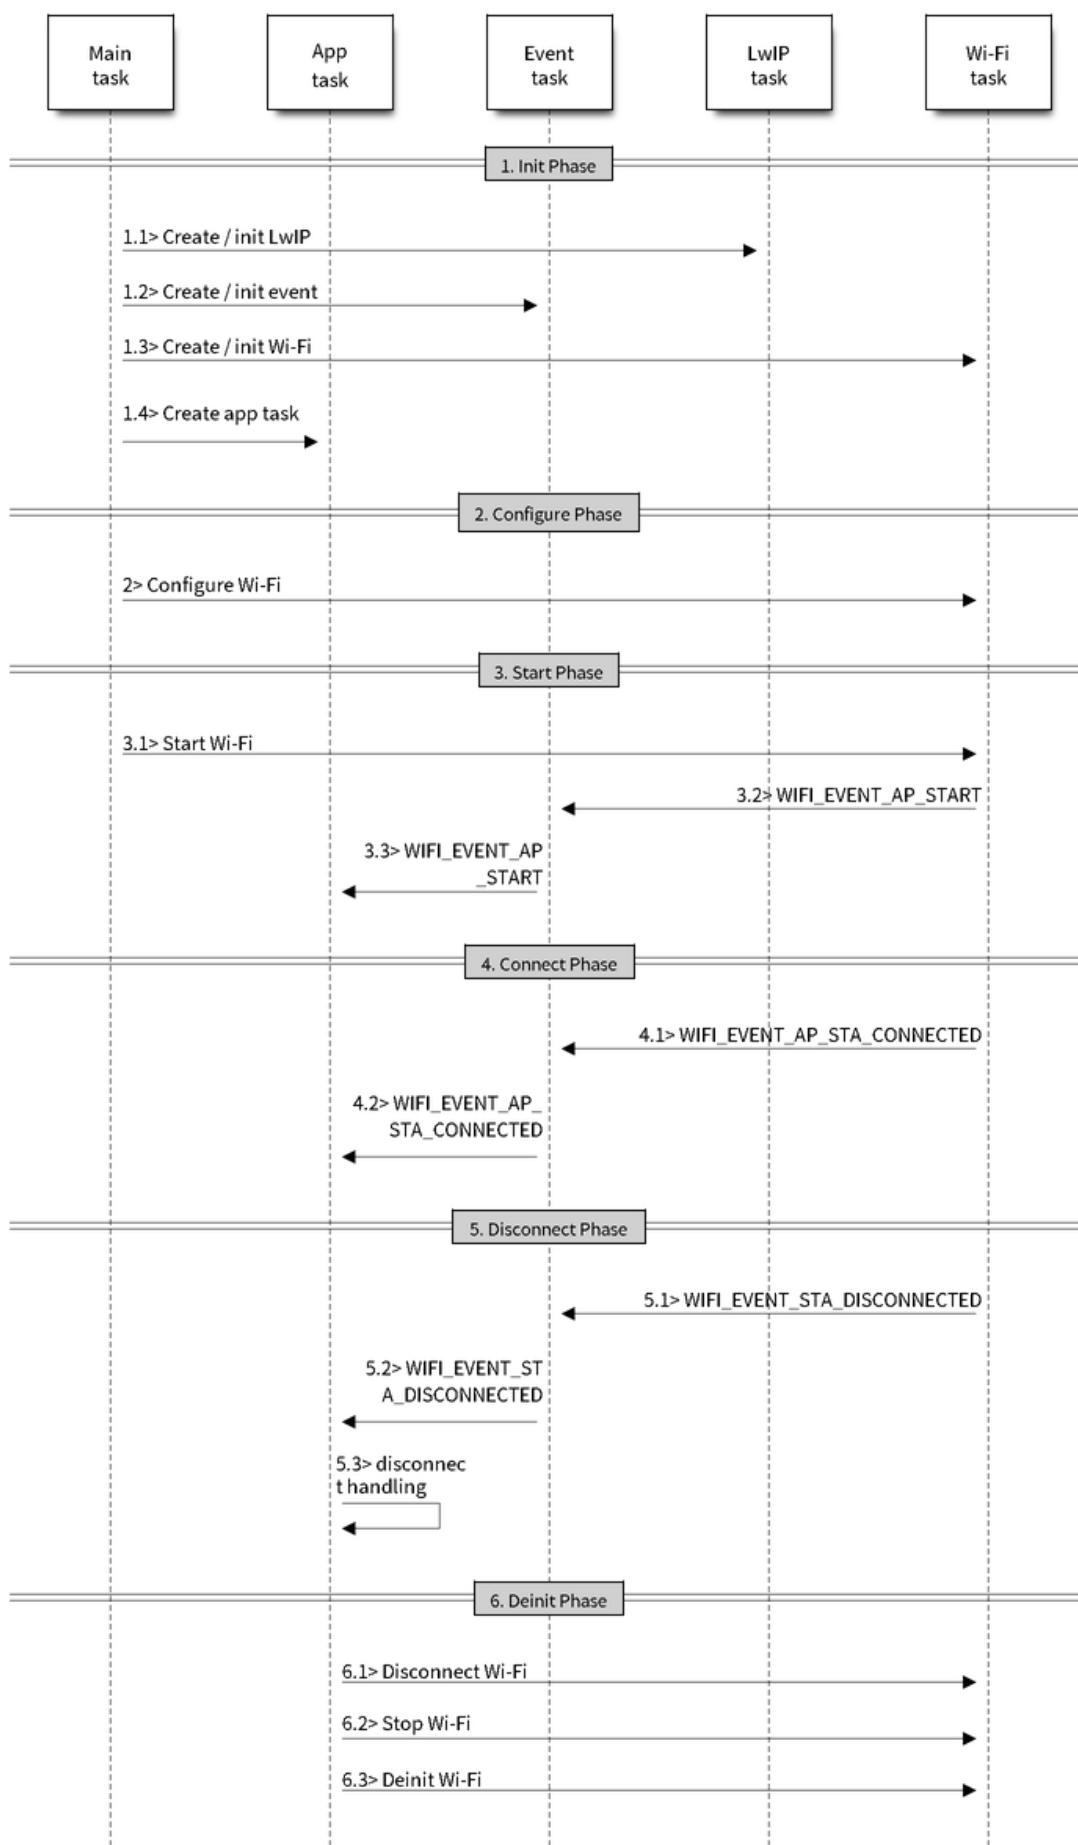 Main
task
App
task
Event
task
LwIP
task
Wi-Fi
task
1. Init Phase
1.1> Create / init LwIP
1.2> Create / init event
1.3> Create / init Wi-Fi
1.4> Create app task
2. Configure Phase
2> Configure Wi-Fi
3. Start Phase
3.1> Start Wi-Fi
3.2> WIFI_EVENT_AP_START
3.3> WIFI_EVENT_AP
_START
4. Connect Phase
4.1> WIFI_EVENT_AP_STA_CONNECTED
4.2> WIFI_EVENT_AP_
STA_CONNECTED
5. Disconnect Phase
5.1> WIFI_EVENT_STA_DISCONNECTED
5.2> WIFI_EVENT_ST
A_DISCONNECTED
5.3> disconnec
t handling
6. Deinit Phase
6.1> Disconnect Wi-Fi
6.2> Stop Wi-Fi
6.3> Deinit Wi-Fi